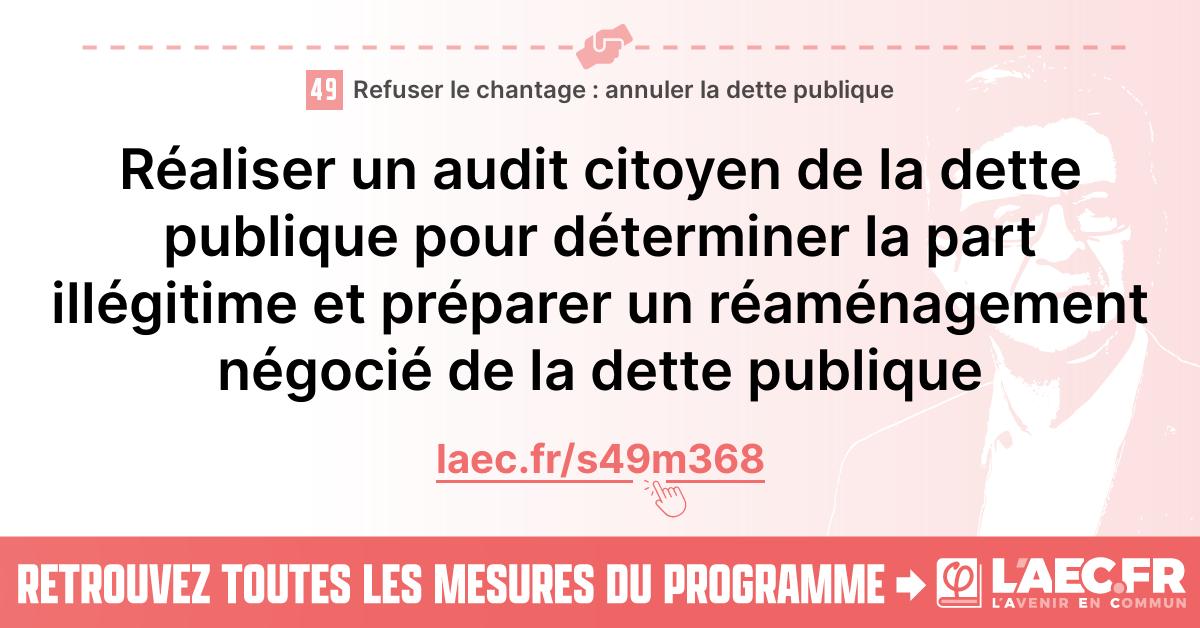 49 Refuser le chantage : annuler la dette publique
Réaliser un audit citoyen de la dette
publique pour déterminer la part
illégitime et préparer un réaménagement
négocié de la dette publique
laec.fr/s49m368
RETROUVEZ TOUTES LES MESURES DU PROGRAMME
L'AEC.FR
L'AVENIR EN COMMUN